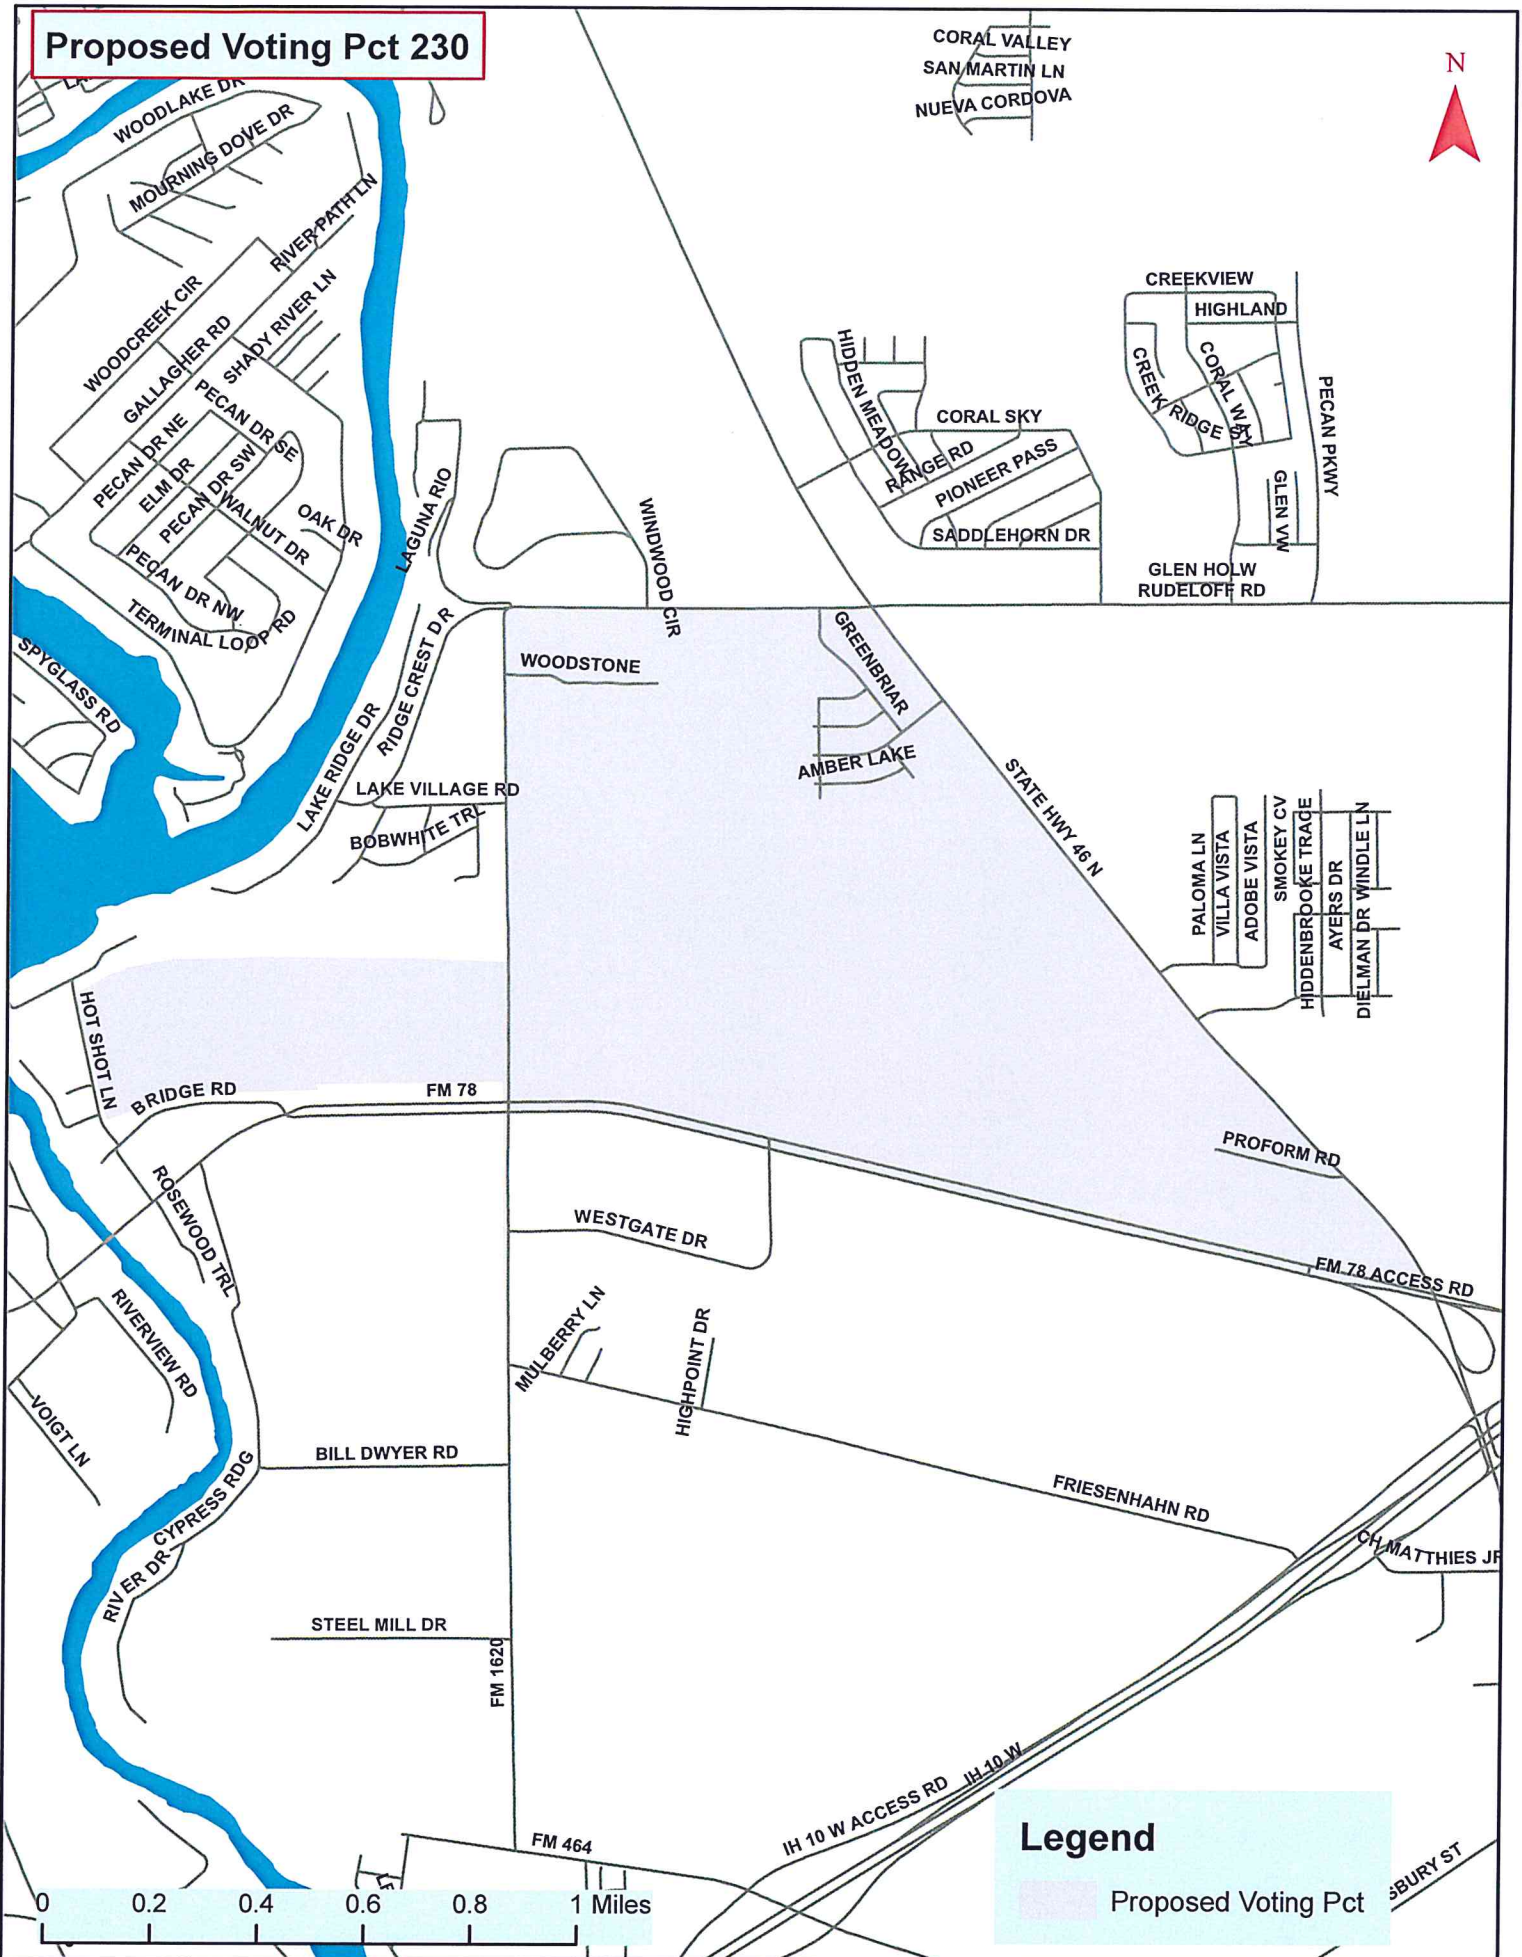 Proposed Voting Pct 230
N
CORAL VALLEY
SAN MARTIN LN
NUEVA CORDOVA
WOODLAKE DR
MOURNING DOVE DR
RIVER PATH LN
WOODCREEK CIR
GALLAGHER RD
SHADY RIVER LN
CREEKVIEW
HIGHLAND
HIDDEN MEADOW
CORAL SKY
RANGE RD
PIONEER PASS
SADDLEHORN DR
CREEK RIDGE ST
CORAL WAY
PECAN PKWY
GLEN VW
GLEN HOLW
RUDELOFF RD
PECAN DR SE
PECAN DR NE
ELM DR
PECAN DR SW
WALNUT DR
OAK DR
PECAN DR NW
TERMINAL LOOP RD
LAGUNA RIO
WINDWOOD CIR
SPYGLASS RD
LAKE RIDGE DR
RIDGE CREST DR
WOODSTONE
GREENBRIAR
AMBER LAKE
STATE HWY 46 N
LAKE VILLAGE RD
BOBWHITE TRL
PALOMA LN
VILLA VISTA
ADOBE VISTA
SMOKEY CV
HIDDENBROOKE TRACE
AYERS DR
DIELMAN DR
WINDLE LN
HOT SHOT LN
BRIDGE RD
FM 78
PROFORM RD
ROSEWOOD TRL
WESTGATE DR
FM 78 ACCESS RD
RIVERVIEW RD
MULBERRY LN
HIGHPOINT DR
VOIGT LN
BILL DWYER RD
CYPRESS RDG
FRIESENHAHN RD
RIVER DR
CH MATTHIES JR
STEEL MILL DR
FM 1620
IH 10 W ACCESS RD
IH 10 W
FM 464
SBURY ST
Legend
Proposed Voting Pct
0 0.2 0.4 0.6 0.8 1 Miles